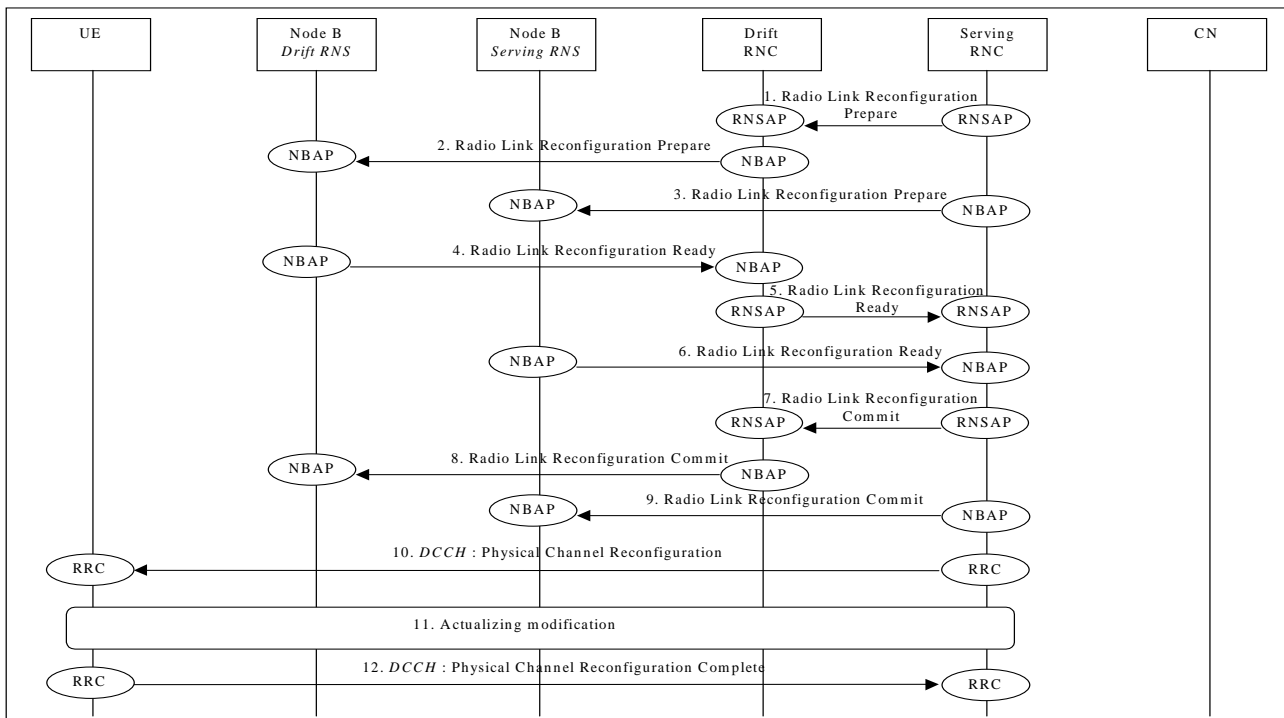 UE
Node B
Drift RNS
Node B
Serving RNS
Drift
RNC
Serving
RNC
CN
1. Radio Link Reconfiguration
Prepare
RNSAP
RNSAP
2. Radio Link Reconfiguration Prepare
NBAP
NBAP
3. Radio Link Reconfiguration Prepare
NBAP
NBAP
4. Radio Link Reconfiguration Ready
NBAP
NBAP
5. Radio Link Reconfiguration
Ready
RNSAP
RNSAP
6. Radio Link Reconfiguration Ready
NBAP
NBAP
7. Radio Link Reconfiguration
Commit
RNSAP
RNSAP
8. Radio Link Reconfiguration Commit
NBAP
NBAP
9. Radio Link Reconfiguration Commit
NBAP
NBAP
10. DCCH : Physical Channel Reconfiguration
RRC
RRC
11. Actualizing modification
12. DCCH : Physical Channel Reconfiguration Complete
RRC
RRC